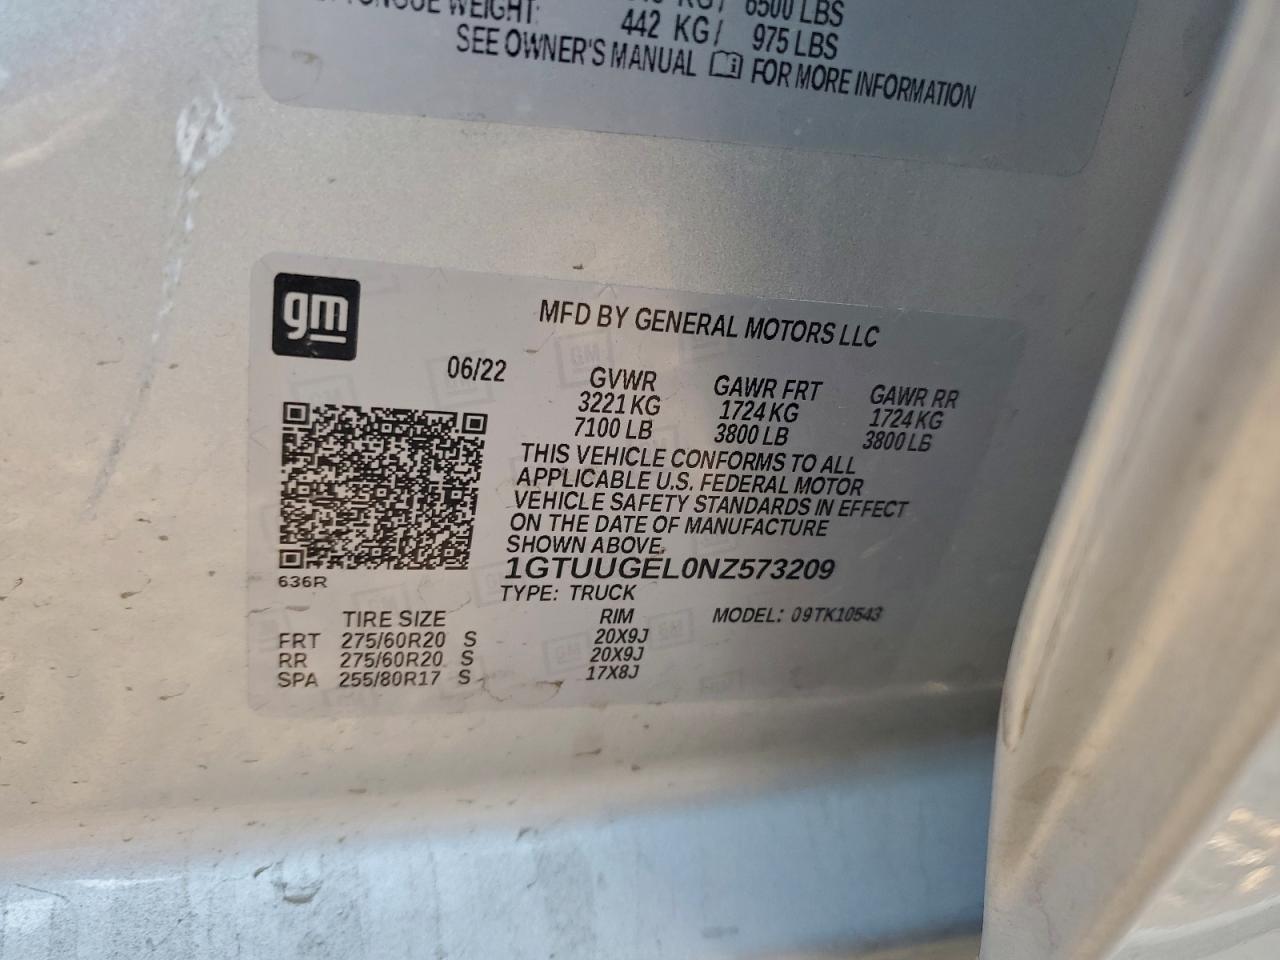 6500 LBS
TONGUE WEIGHT: 442 KG/ 975 LBS
SEE OWNER'S MANUAL FOR MORE INFORMATION
gm
MFD BY GENERAL MOTORS LLC
06/22
GVWR GAWR FRT GAWR RR
3221 KG 1724 KG 1724 KG
7100 LB 3800 LB 3800 LB
THIS VEHICLE CONFORMS TO ALL
APPLICABLE U.S. FEDERAL MOTOR
VEHICLE SAFETY STANDARDS IN EFFECT
ON THE DATE OF MANUFACTURE
SHOWN ABOVE.
1GTUUGEL0NZ573209
636R
TYPE: TRUCK
TIRE SIZE RIM MODEL: 09TK10543
FRT 275/60R20 S 20X9J
RR 275/60R20 S 20X9J
SPA 255/80R17 S 17X8J